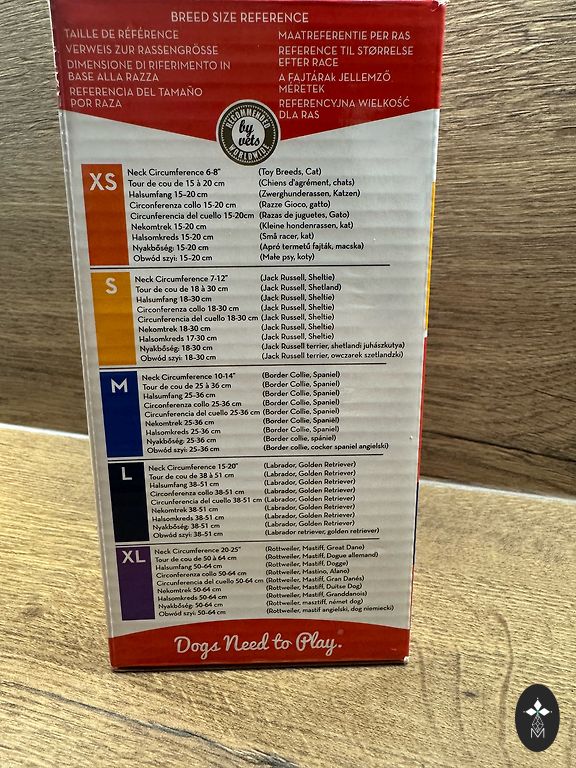 BREED SIZE REFERENCE
TAILLE DE RÉFÉRENCE
VERWEIS ZUR RASSENGRÖSSE
DIMENSIONE DI RIFERIMENTO IN
BASE ALLA RAZZA
REFERENCIA DEL TAMAÑO
POR RAZA
MAATREFERENTIE PER RAS
REFERENCE TIL STØRRELSE
EFTER RACE
A FAJTÁRAk JELLEMZŐ
MÉRETEK
REFERENCYJNA WIELKOŚĆ
DLA RAS
RECOMMENDED
by
vets
WORLDWIDE
XS
Neck Circumference 6-8" (Toy Breeds, Cat)
Tour de cou de 15 à 20 cm (Chiens d'agrément, chats)
Halsumfang 15-20 cm (Zwerghunderassen, Katzen)
Circonferenza collo 15-20 cm (Razze Gioco, gatto)
Circunferencia del cuello 15-20cm (Razas de juguetes, Gato)
Nekomtrek 15-20 cm (Kleine hondenrassen, kat)
Halsomkreds 15-20 cm (Små racer, kat)
Nyakbőség: 15-20 cm (Apró termetű fajták, macska)
Obwód szyi: 15-20 cm (Małe psy, koty)
S
Neck Circumference 7-12" (Jack Russell, Sheltie)
Tour de cou de 18 à 30 cm (Jack Russell, Shetland)
Halsumfang 18-30 cm (Jack Russell, Sheltie)
Circonferenza collo 18-30 cm (Jack Russell, Sheltie)
Circunferencia del cuello 18-30 cm (Jack Russell, Sheltie)
Nekomtrek 18-30 cm (Jack Russell, Sheltie)
Halsomkreds 17-30 cm (Jack Russell, Sheltie)
Nyakbőség: 18-30 cm (Jack Russell terrier, shetlandi juhászkutya)
Obwód szyi: 18-30 cm (Jack Russell terrier, owczarek szetlandzki)
M
Neck Circumference 10-14" (Border Collie, Spaniel)
Tour de cou de 25 à 36 cm (Border Collie, Spaniel)
Halsumfang 25-36 cm (Border Collie, Spaniel)
Circonferenza collo 25-36 cm (Border Collie, Spaniel)
Circunferencia del cuello 25-36 cm (Border Collie, Spaniel)
Nekomtrek 25-36 cm (Border Collie, Spaniel)
Halsomkreds 25-36 cm (Border Collie, Spaniel)
Nyakbőség: 25-36 cm (Border collie, spániel)
Obwód szyi: 25-36 cm (Border collie, cocker spaniel angielski)
L
Neck Circumference 15-20" (Labrador, Golden Retriever)
Tour de cou de 38 à 51 cm (Labrador, Golden Retriever)
Halsumfang 38-51 cm (Labrador, Golden Retriever)
Circonferenza collo 38-51 cm (Labrador, Golden Retriever)
Circunferencia del cuello 38-51 cm (Labrador, Golden Retriever)
Nekomtrek 38-51 cm (Labrador, Golden Retriever)
Halsomkreds 38-51 cm (Labrador, Golden Retriever)
Nyakbőség: 38-51 cm (Labrador, Golden Retriever)
Obwód szyi: 38-51 cm (Labrador retriever, golden retriever)
XL
Neck Circumference 20-25" (Rottweiler, Mastiff, Great Dane)
Tour de cou de 50 à 64 cm (Rottweiler, Mastiff, Dogue allemand)
Halsumfang 50-64 cm (Rottweiler, Mastiff, Dogge)
Circonferenza collo 50-64 cm (Rottweiler, Mastino, Alano)
Circunferencia del cuello 50-64 cm (Rottweiler, Mastiff, Gran Danés)
Nekomtrek 50-64 cm (Rottweiler, Mastiff, Duitse Dog)
Halsomkreds 50-64 cm (Rottweiler, Mastiff, Granddanois)
Nyakbőség: 50-64 cm (Rottweiler, masztiff, német dog)
Obwód szyi: 50-64 cm (Rottweiler, mastif angielski, dog niemiecki)
Dogs Need to Play.
M